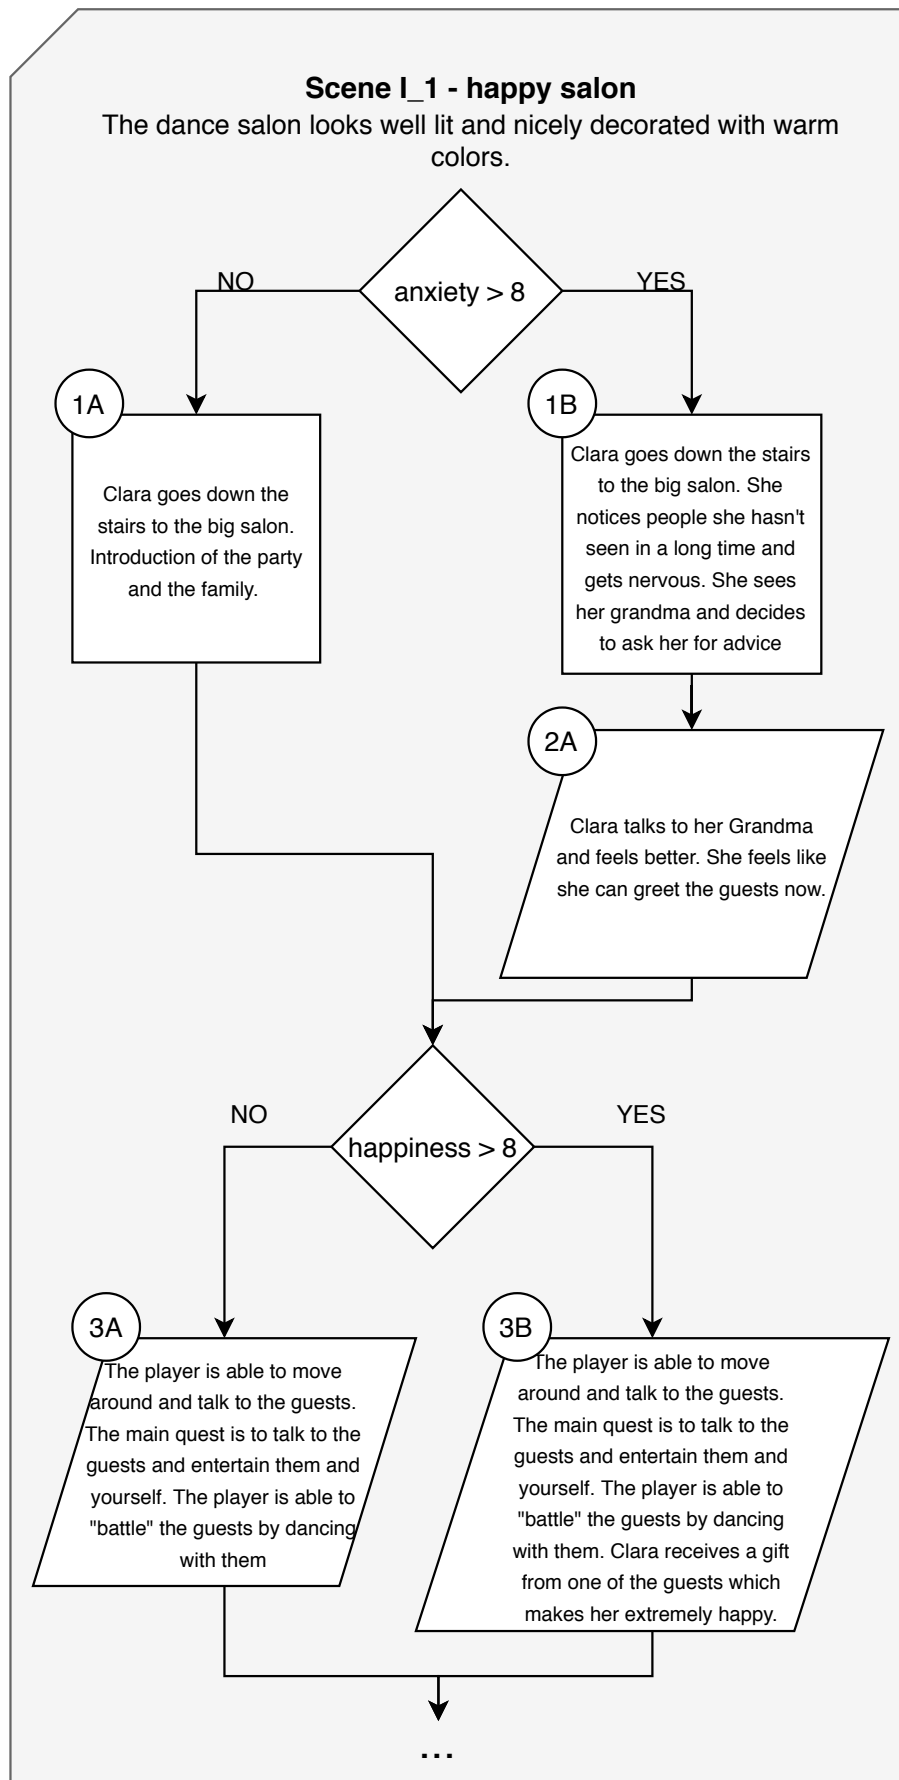 Scene I_1 - happy salon
The dance salon looks well lit and nicely decorated with warm
colors.
anxiety > 8
NO
YES
1A
Clara goes down the
stairs to the big salon.
Introduction of the party
and the family.
1B
Clara goes down the stairs
to the big salon. She
notices people she hasn't
seen in a long time and
gets nervous. She sees
her grandma and decides
to ask her for advice
2A
Clara talks to her Grandma
and feels better. She feels like
she can greet the guests now.
happiness > 8
NO
YES
3A
The player is able to move
around and talk to the guests.
The main quest is to talk to the
guests and entertain them and
yourself. The player is able to
"battle" the guests by dancing
with them
3B
The player is able to move
around and talk to the guests.
The main quest is to talk to the
guests and entertain them and
yourself. The player is able to
"battle" the guests by dancing
with them. Clara receives a gift
from one of the guests which
makes her extremely happy.
...